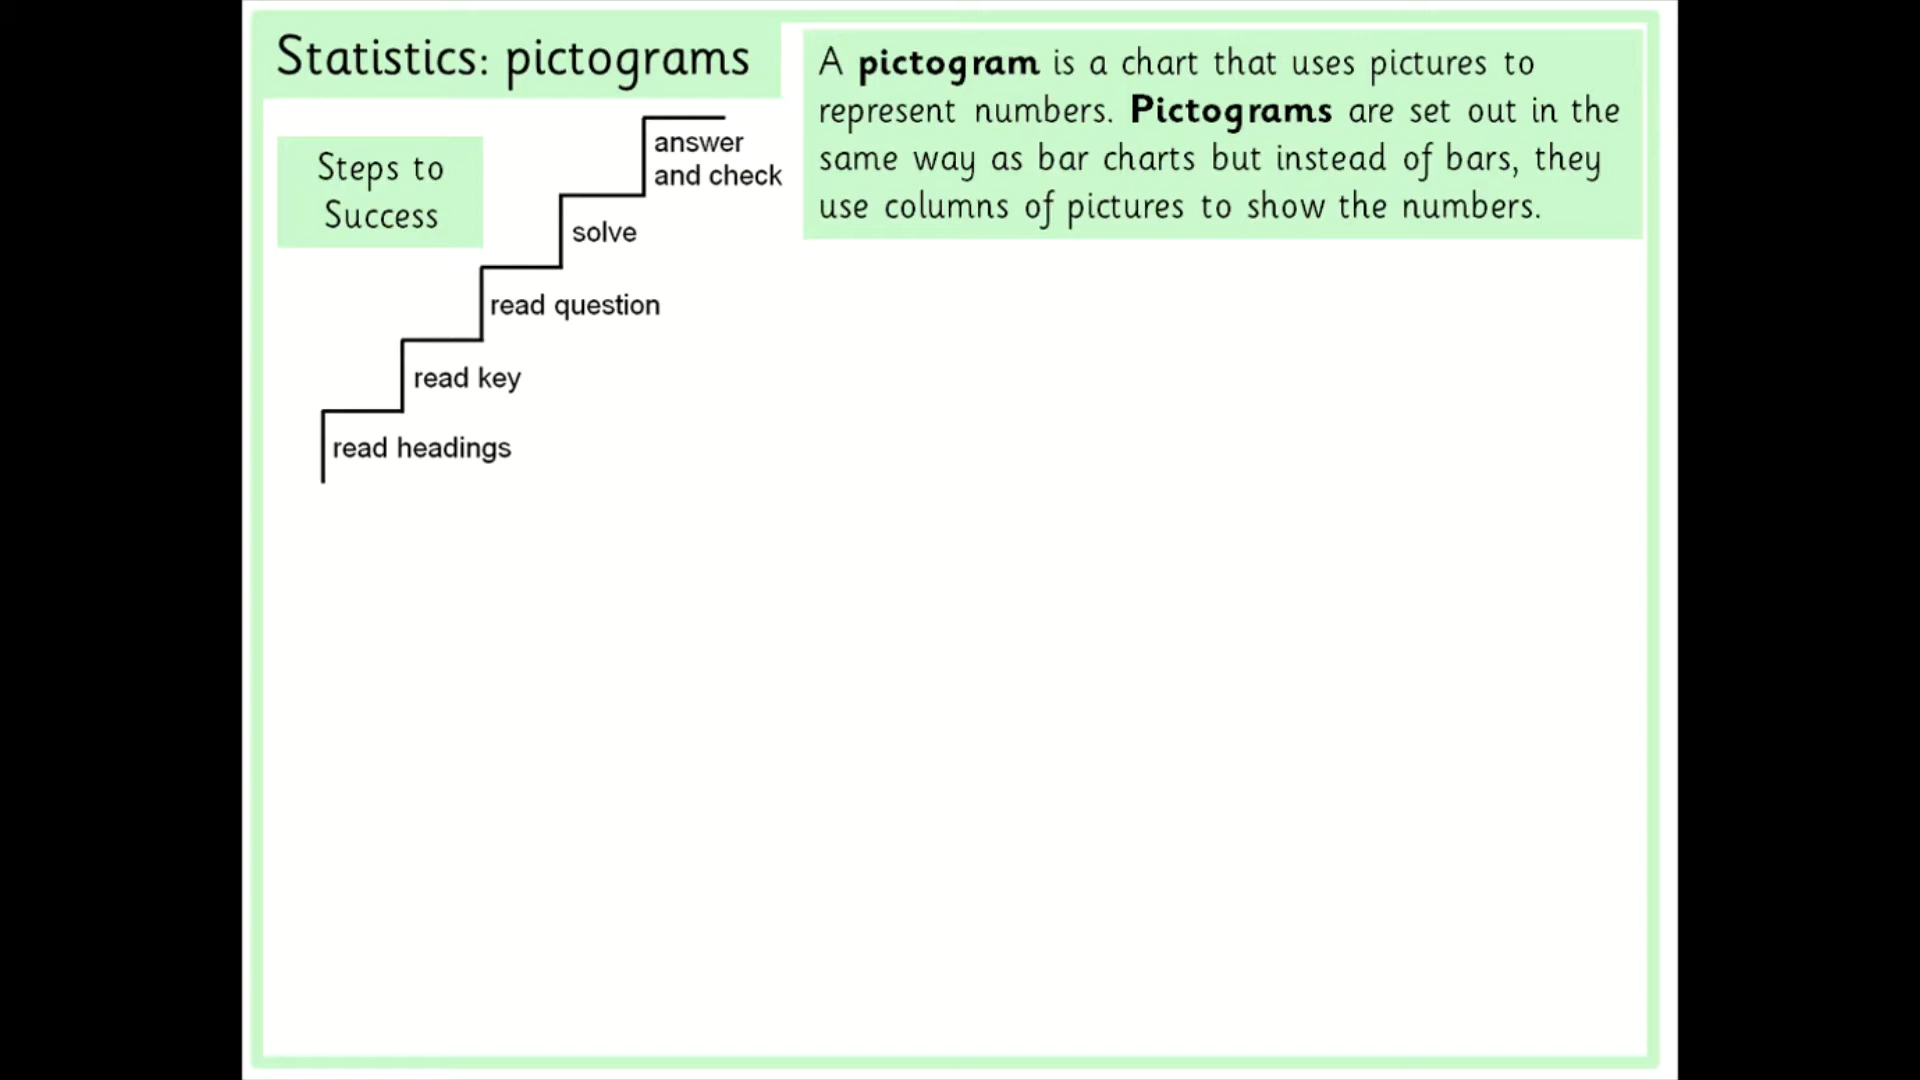 Statistics: pictograms
A pictogram is a chart that uses pictures to
represent numbers. Pictograms are set out in the
same way as bar charts but instead of bars, they
use columns of pictures to show the numbers.
Steps to
Success
answer
and check
solve
read question
read key
read headings